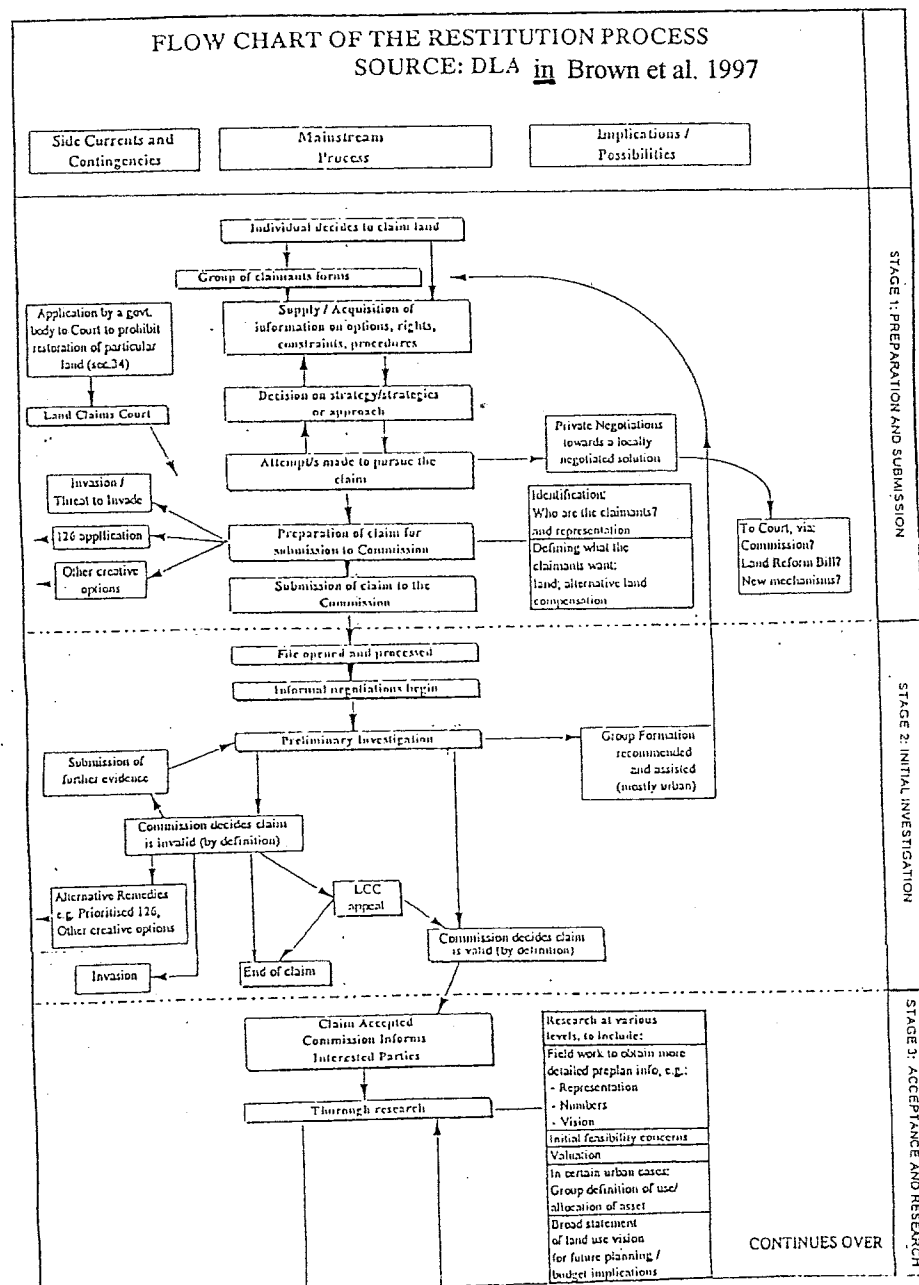 FLOW CHART OF THE RESTITUTION PROCESS
SOURCE: DLA in Brown et al. 1997
Side Currents and
Contingencies
Mainstream
Process
Implications /
Possibilities
STAGE 1: PREPARATION AND SUBMISSION
Individual decides to claim land
Group of claimants forms
Supply / Acquisition of
information on options, rights,
constraints, procedures
Application by a govt.
body to Court to prohibit
restoration of particular
land (sec.34)
Land Claims Court
Decision on strategy/strategies
or approach
Attempt/s made to pursue the
claim
Private Negotiations
towards a locally
negotiated solution
Invasion /
Threat to Invade
126 application
Other creative
options
Preparation of claim for
submission to Commission
Submission of claim to the
Commission
Identification:
Who are the claimants?
and representation
Defining what the
claimants want:
land; alternative land
compensation
To Court, via:
Commission?
Land Reform Bill?
New mechanisms?
STAGE 2: INITIAL INVESTIGATION
File opened and processed
Informal negotiations begin
Preliminary Investigation
Group Formation
recommended
and assisted
(mostly urban)
Submission of
further evidence
Commission decides claim
is invalid (by definition)
Alternative Remedies
e.g. Prioritised 126,
Other creative options
Invasion
LCC
appeal
End of claim
Commission decides claim
is valid (by definition)
STAGE 3: ACCEPTANCE AND RESEARCH
Claim Accepted
Commission Informs
Interested Parties
Thorough research
Research at various
levels, to include:
Field work to obtain more
detailed preplan info, e.g.:
- Representation
- Numbers
- Vision
Initial feasibility concerns
Valuation
In certain urban cases:
Group definition of use/
allocation of asset
Broad statement
of land use vision
for future planning /
budget implications
CONTINUES OVER